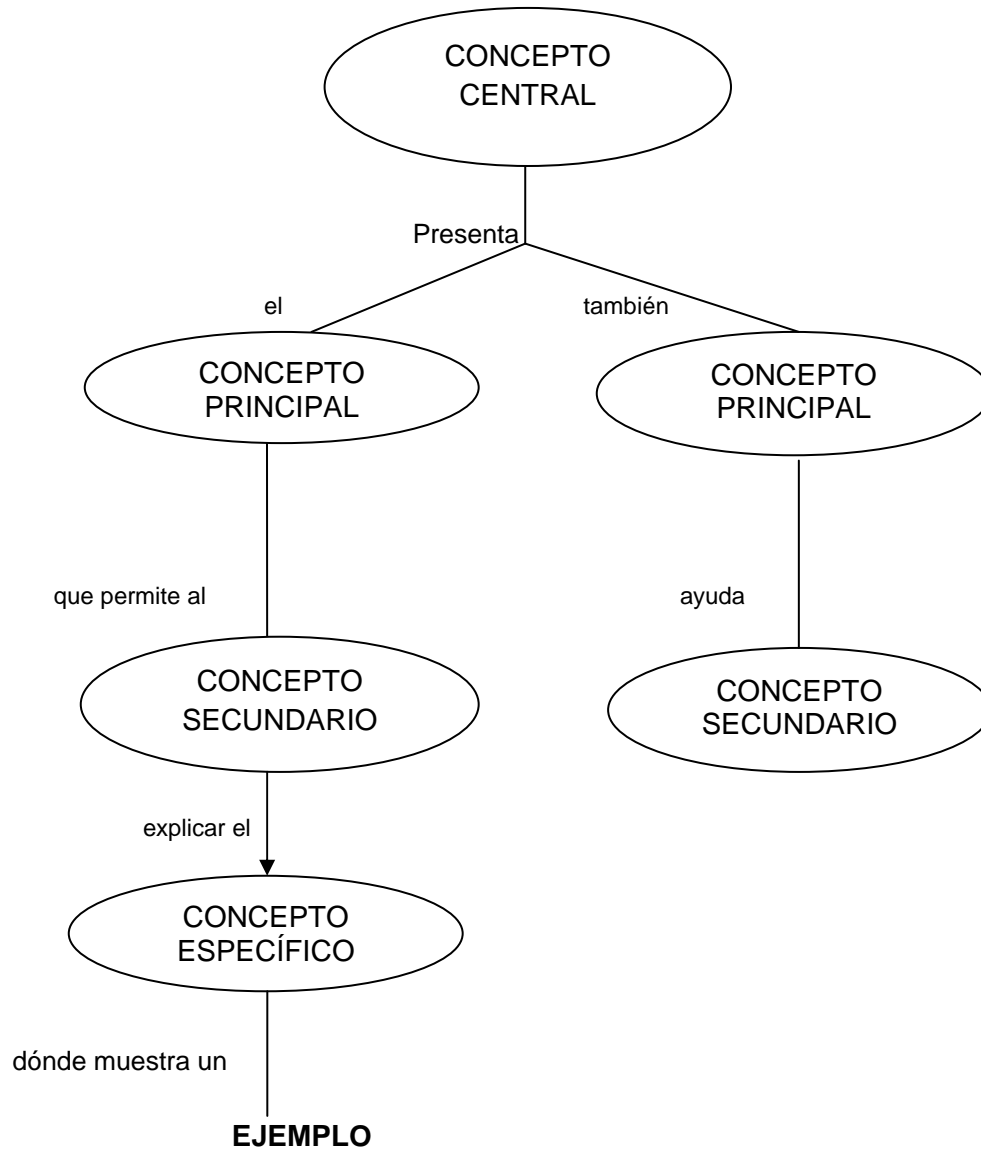 CONCEPTO
CENTRAL
Presenta
el
también
CONCEPTO
PRINCIPAL
CONCEPTO
PRINCIPAL
que permite al
ayuda
CONCEPTO
SECUNDARIO
CONCEPTO
SECUNDARIO
explicar el
CONCEPTO
ESPECÍFICO
dónde muestra un
EJEMPLO